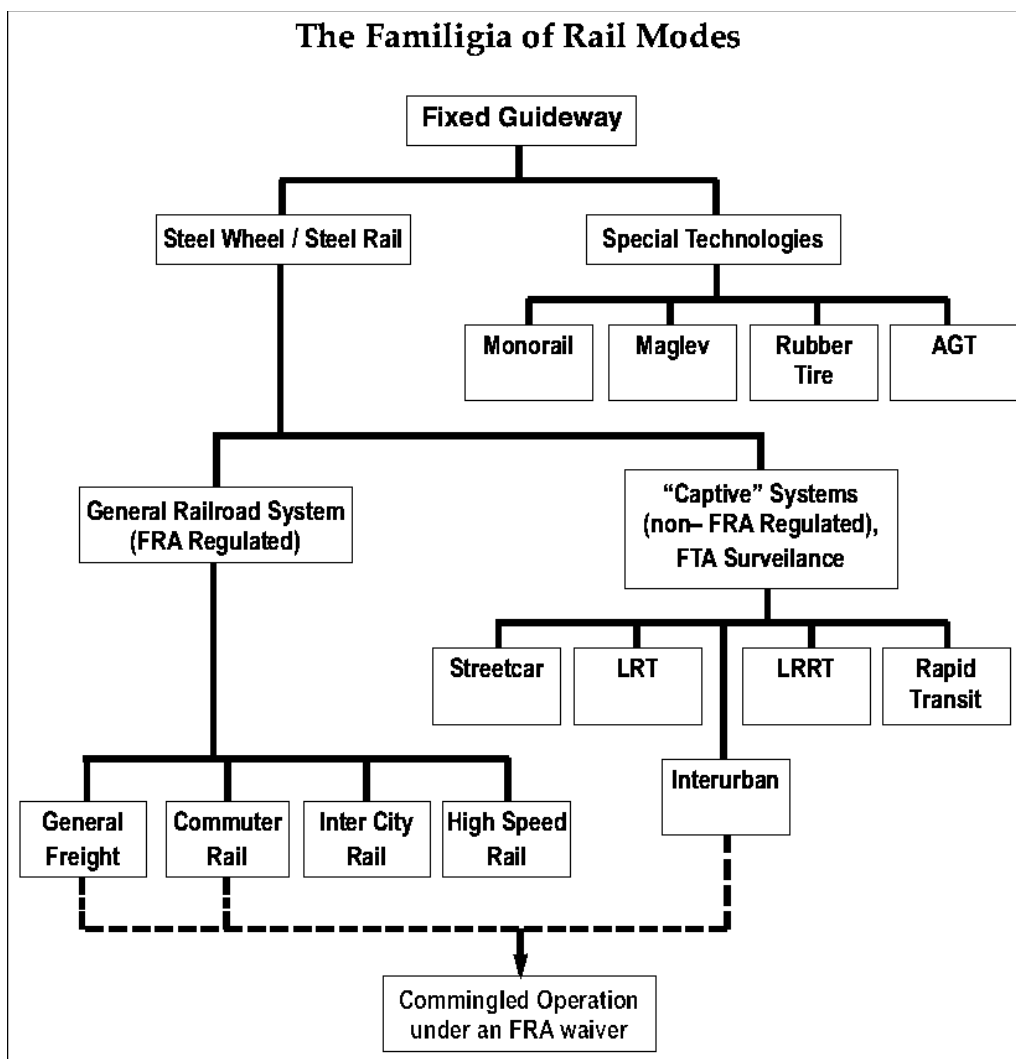 The Familigia of Rail Modes
Fixed Guideway
Steel Wheel / Steel Rail
Special Technologies
Monorail
Maglev
Rubber
Tire
AGT
General Railroad System
(FRA Regulated)
“Captive” Systems
(non– FRA Regulated),
FTA Surveilance
Streetcar
LRT
LRRT
Rapid
Transit
Interurban
General
Freight
Commuter
Rail
Inter City
Rail
High Speed
Rail
Commingled Operation
under an FRA waiver